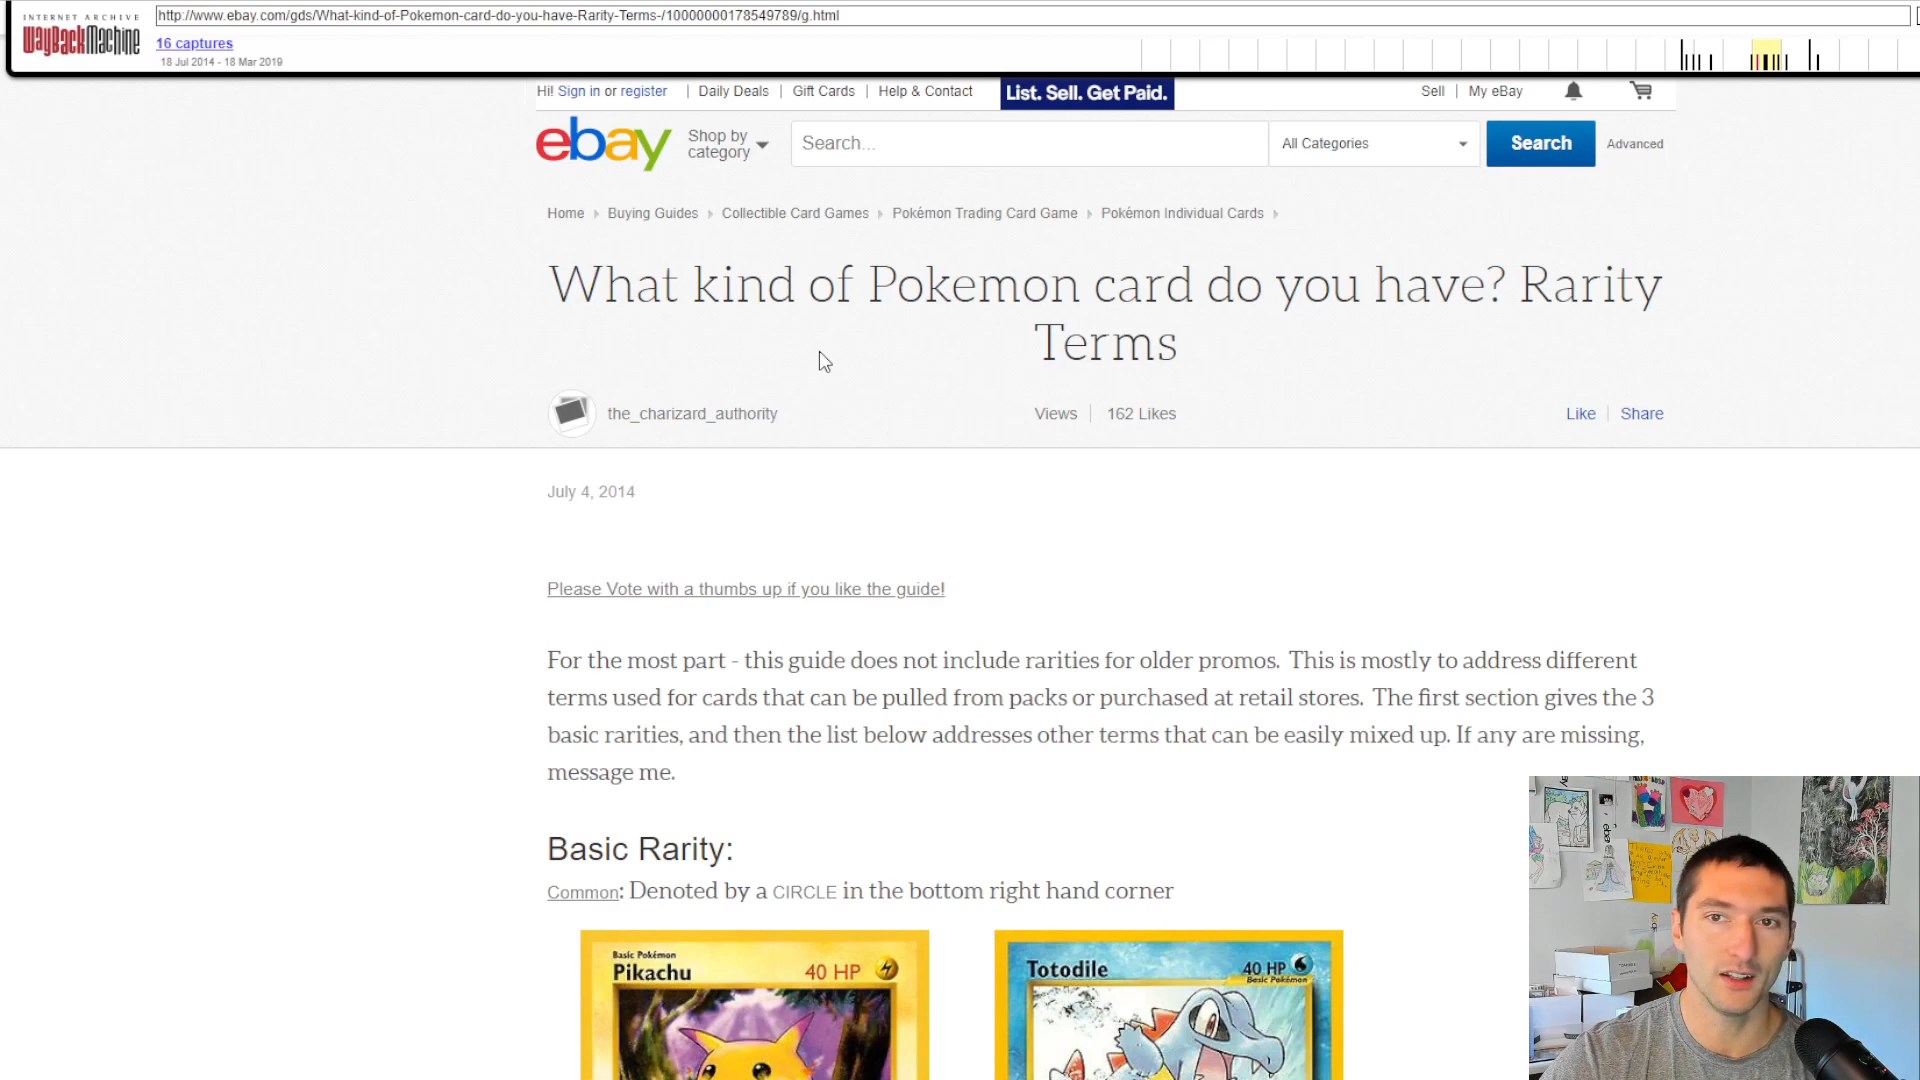 INTERNET ARCHIVE
WayBackMachine
http://www.ebay.com/gds/What-kind-of-Pokemon-card-do-you-have-Rarity-Terms-/10000000178549789/g.html
16 captures
18 Jul 2014 - 18 Mar 2019
Hi! Sign in or register | Daily Deals | Gift Cards | Help & Contact
List. Sell. Get Paid.
Sell | My eBay
ebay
Shop by
category
Search...
All Categories
Search
Advanced
Home
Buying Guides
Collectible Card Games
Pokémon Trading Card Game
Pokémon Individual Cards
What kind of Pokemon card do you have? Rarity
Terms
the_charizard_authority
Views | 162 Likes
Like | Share
July 4, 2014
Please Vote with a thumbs up if you like the guide!
For the most part - this guide does not include rarities for older promos. This is mostly to address different
terms used for cards that can be pulled from packs or purchased at retail stores. The first section gives the 3
basic rarities, and then the list below addresses other terms that can be easily mixed up. If any are missing,
message me.
Basic Rarity:
Common: Denoted by a CIRCLE in the bottom right hand corner
Basic Pokémon
Pikachu
40 HP
Totodile
40 HP
Basic Pokémon
ebay